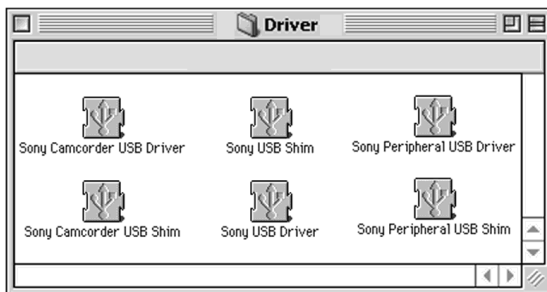 Driver
Sony Camcorder USB Driver
Sony USB Shim
Sony Peripheral USB Driver
Sony Camcorder USB Shim
Sony USB Driver
Sony Peripheral USB Shim